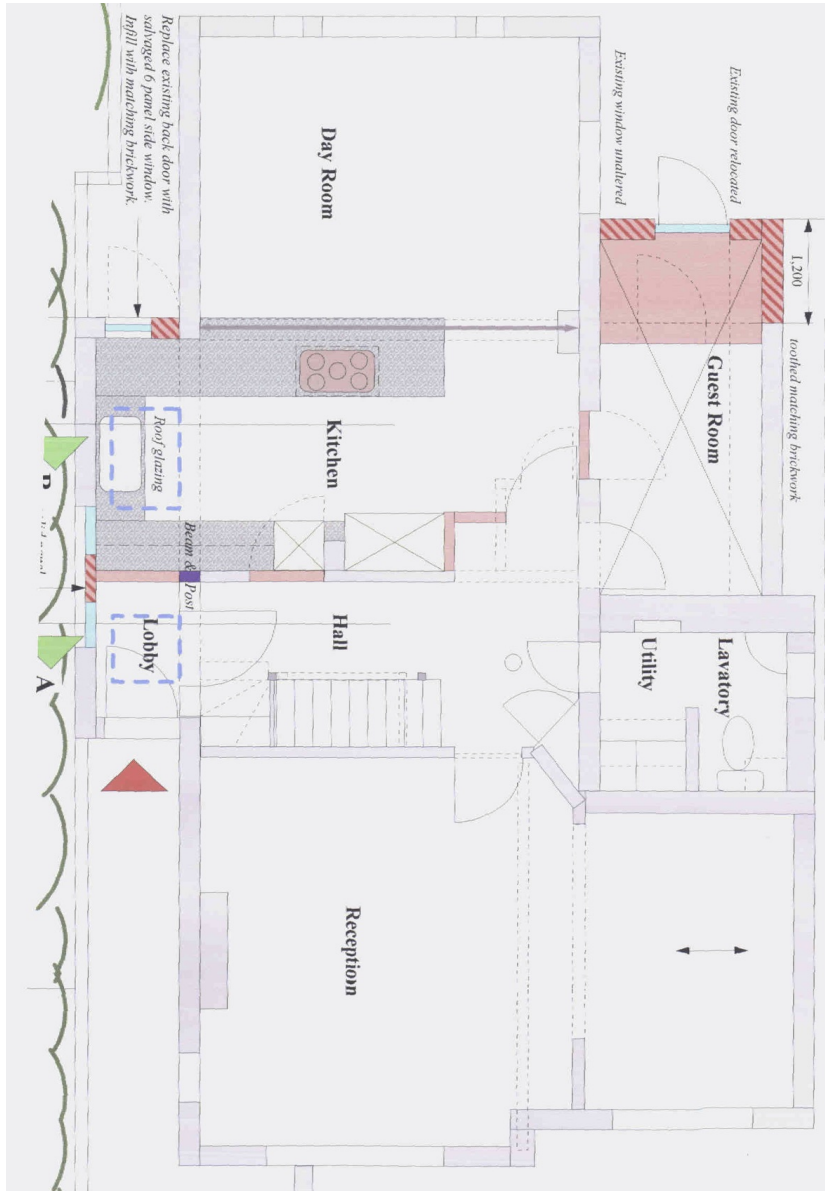 Replace existing back door with
salvaged 6 panel side window.
Infill with matching brickwork.
Day Room
Existing window unaltered
Existing door relocated
1,200
toothed matching brickwork
Guest Room
Kitchen
Roof glazing
Beam & Post
Lobby
Hall
Utility
Lavatory
A
Reception